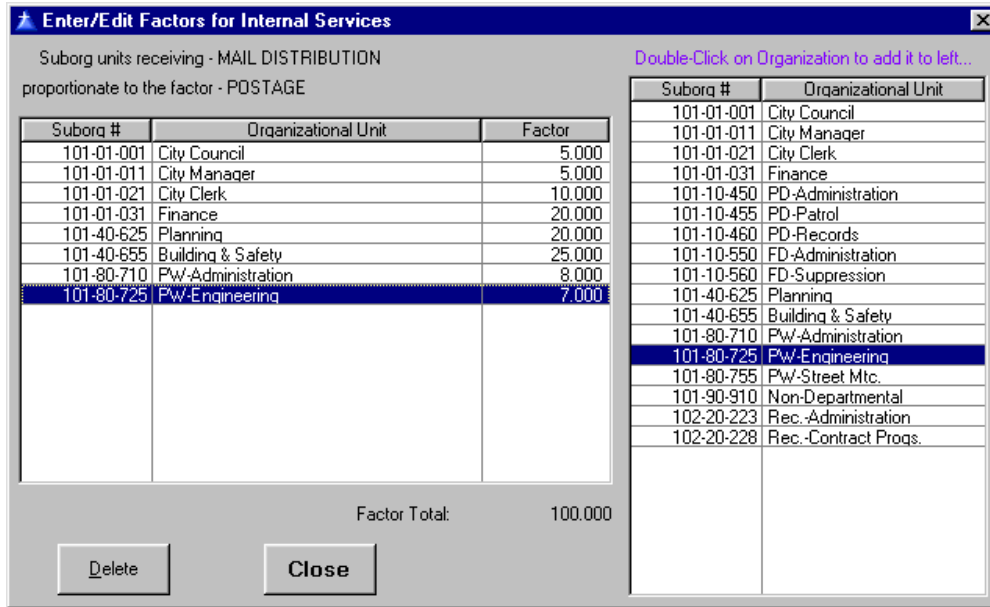 Enter/Edit Factors for Internal Services
Suborg units receiving - MAIL DISTRIBUTION
proportionate to the factor - POSTAGE
Suborg # Organizational Unit Factor
101-01-001 City Council 5.000
101-01-011 City Manager 5.000
101-01-021 City Clerk 10.000
101-01-031 Finance 20.000
101-40-625 Planning 20.000
101-40-655 Building & Safety 25.000
101-80-710 PW-Administration 8.000
101-80-725 PW-Engineering 7.000
Factor Total: 100.000
Delete Close
Double-Click on Organization to add it to left...
Suborg # Organizational Unit
101-01-001 City Council
101-01-011 City Manager
101-01-021 City Clerk
101-01-031 Finance
101-10-450 PD-Administration
101-10-455 PD-Patrol
101-10-460 PD-Records
101-10-550 FD-Administration
101-10-560 FD-Suppression
101-40-625 Planning
101-40-655 Building & Safety
101-80-710 PW-Administration
101-80-725 PW-Engineering
101-80-755 PW-Street Mtc.
101-90-910 Non-Departmental
102-20-223 Rec.-Administration
102-20-228 Rec.-Contract Progs.